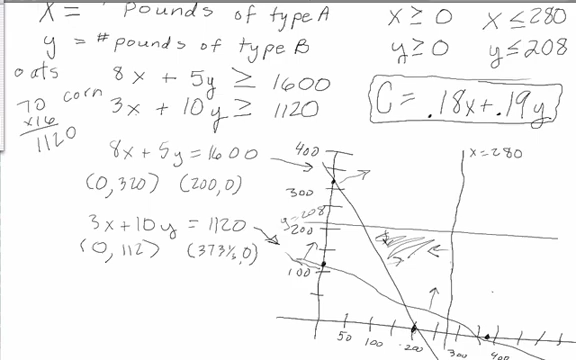 x = # pounds of type A
y = # pounds of type B
x ≥ 0 x ≤ 280
y ≥ 0 y ≤ 208
oats 8x + 5y ≥ 1600
corn 3x + 10y ≥ 1120
70
x16
1120
C = .18x + .19y
8x + 5y = 1600
(0, 320) (200, 0)
3x + 10y = 1120
(0, 112) (373⅓, 0)
400
300
y=208
200
100
x = 280
50 100 200 300 400